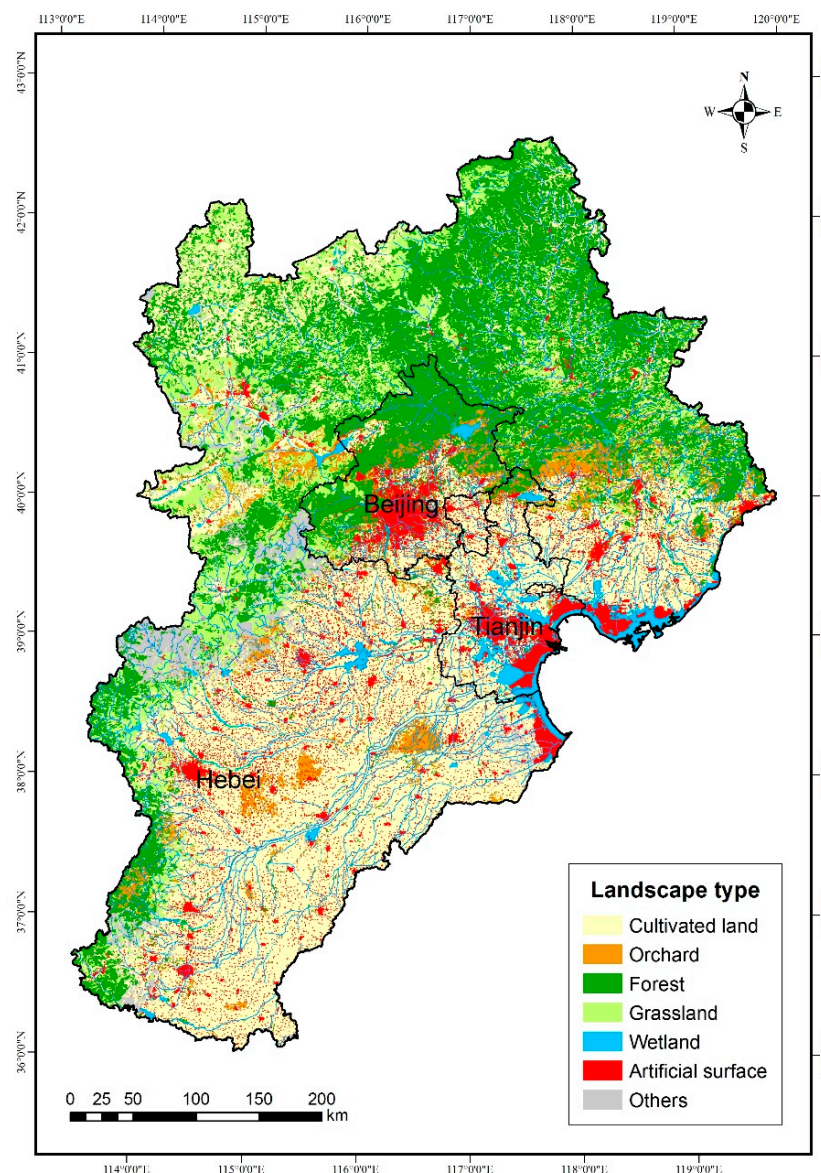 113°0'0"E 114°0'0"E 115°0'0"E 116°0'0"E 117°0'0"E 118°0'0"E 119°0'0"E 120°0'0"E
N
W E
S
43°0'0"N
42°0'0"N
41°0'0"N
40°0'0"N
39°0'0"N
38°0'0"N
37°0'0"N
36°0'0"N
Beijing
Tianjin
Hebei
Landscape type
Cultivated land
Orchard
Forest
Grassland
Wetland
Artificial surface
Others
0 25 50 100 150 200
km
114°0'0"E 115°0'0"E 116°0'0"E 117°0'0"E 118°0'0"E 119°0'0"E